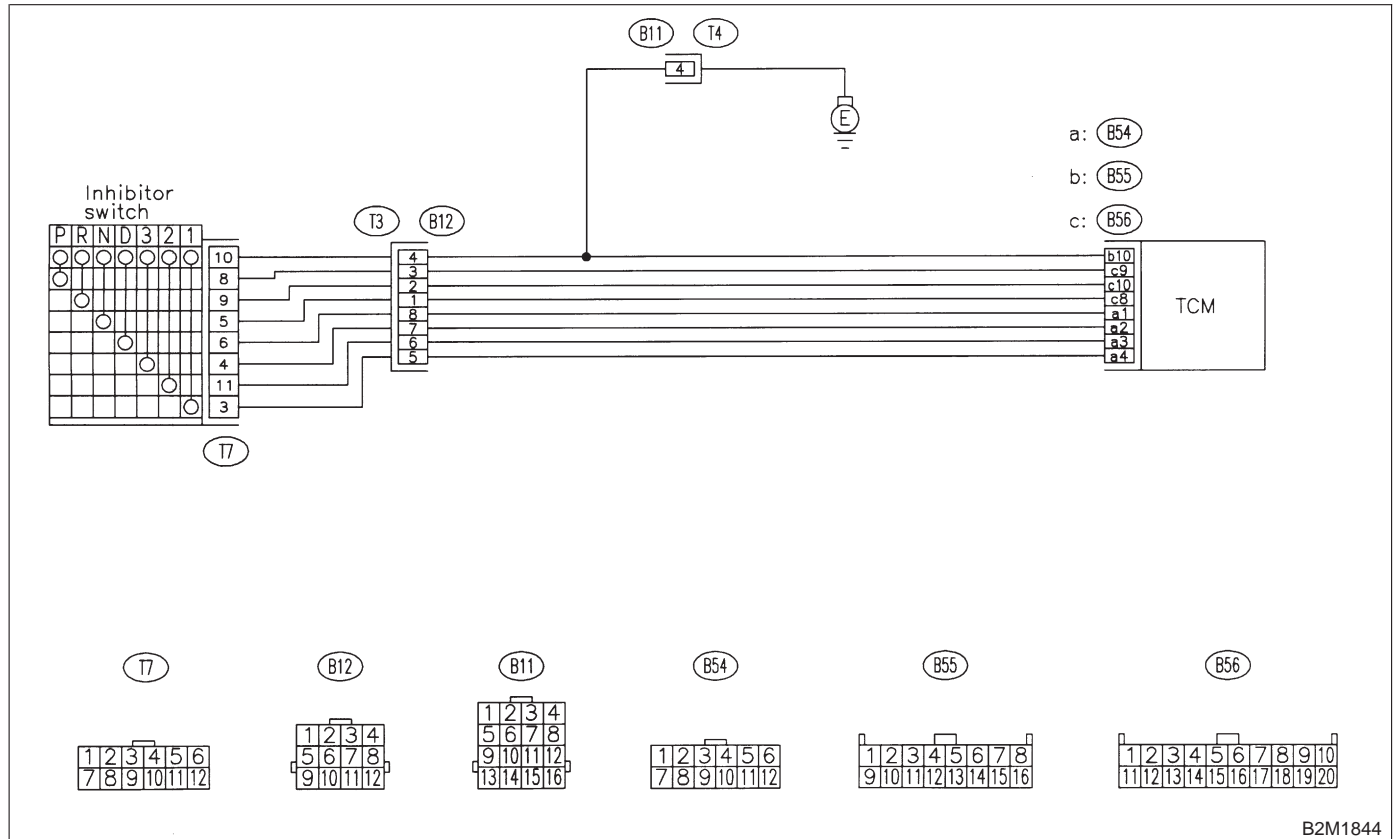 B11 T4
4
E
a: B54
b: B55
c: B56
Inhibitor
switch
P R N D 3 2 1
T3 B12
10
8
9
5
6
4
11
3
T7
4
3
2
1
8
7
6
5
b10
c9
c10
c8
a1
a2
a3
a4
TCM
T7
1 2 3 4 5 6
7 8 9 10 11 12
B12
1 2 3 4
5 6 7 8
9 10 11 12
B11
1 2 3 4
5 6 7 8
9 10 11 12
13 14 15 16
B54
1 2 3 4 5 6
7 8 9 10 11 12
B55
1 2 3 4 5 6 7 8
9 10 11 12 13 14 15 16
B56
1 2 3 4 5 6 7 8 9 10
11 12 13 14 15 16 17 18 19 20
B2M1844